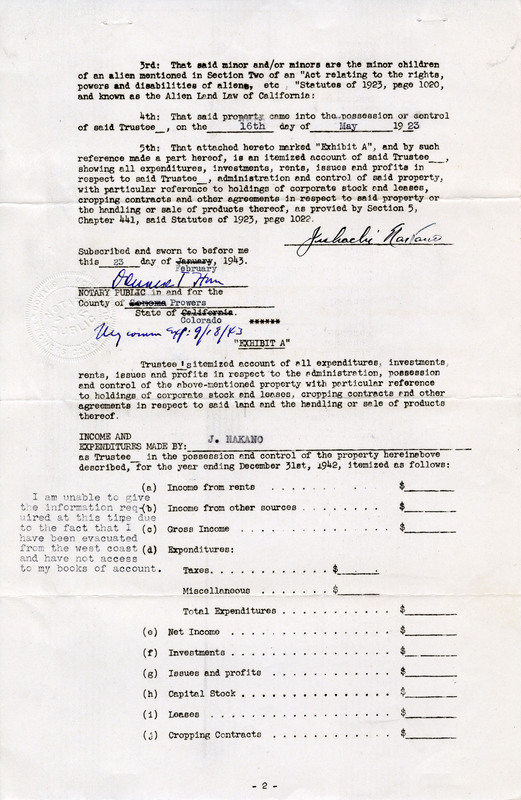 3rd: That said minor and/or minors are the minor children
of an alien mentioned in Section Two of an "Act relating to the rights,
powers and disabilities of aliens, etc "Statutes of 1923, page 1020,
and known as the Alien Land Law of California:
4th: That said property came into the possession or control
of said Trustee , on the 16th day of May 1923
5th: That attached hereto marked "Exhibit A", and by such
reference made a part hereof, is an itemized account of said Trustee__,
showing all expenditures, investments, rents, issues and profits in
respect to said Trustee__, administration and control of said property,
with particular reference to holdings of corporate stock and leases,
cropping contracts and other agreements in respect to said property or
the handling or sale of products thereof, as provied by Section 5,
Chapter 441, said Statutes of 1923, page 1022.
Nakano
Subscribed and sworn to before me
this 23 day of January, 1943.
February
NOTARY PUBLIC in and for the
County of Sonoma Prowers
State of California.
Colorado
My comm Exp: 9/18/43
"EXHIBIT A"
Trustee's itemized account of all expenditures, investments,
rents, issues and profits in respect to the administration, possession
and control of the above-mentioned property with particular reference
to holdings of corporate stock and leases, cropping contracts and other
agreements in respect to said land and the handling or sale of products
thereof.
INCOME AND
EXPENDITURES MADE BY: J. NAKANO
as Trustee__ in the possession and control of the property hereinabove
described, for the year ending December 31st, 1942, itemized as follows:
I am unable to give
the information req-
uired at this time due
to the fact that I
have been evacuated
from the west coast
and have not access
to my books of account.
(a) Income from rents . . . . . . . . . . . . $
(b) Income from other sources . . . . . . . . $
(c) Gross Income . . . . . . . . . . . . . . $
(d) Expenditures:
Taxes. . . . . . . . . . . . $
Miscellaneous . . . . . . . $
Total Expenditures . . . . . . . . . . . $
(e) Net Income . . . . . . . . . . . . . . . $
(f) Investments . . . . . . . . . . . . . . . $
(g) Issues and profits . . . . . . . . . . . $
(h) Capital Stock . . . . . . . . . . . . . . $
(i) Leases . . . . . . . . . . . . . . . . . $
(j) Cropping Contracts . . . . . . . . . . . $
- 2 -